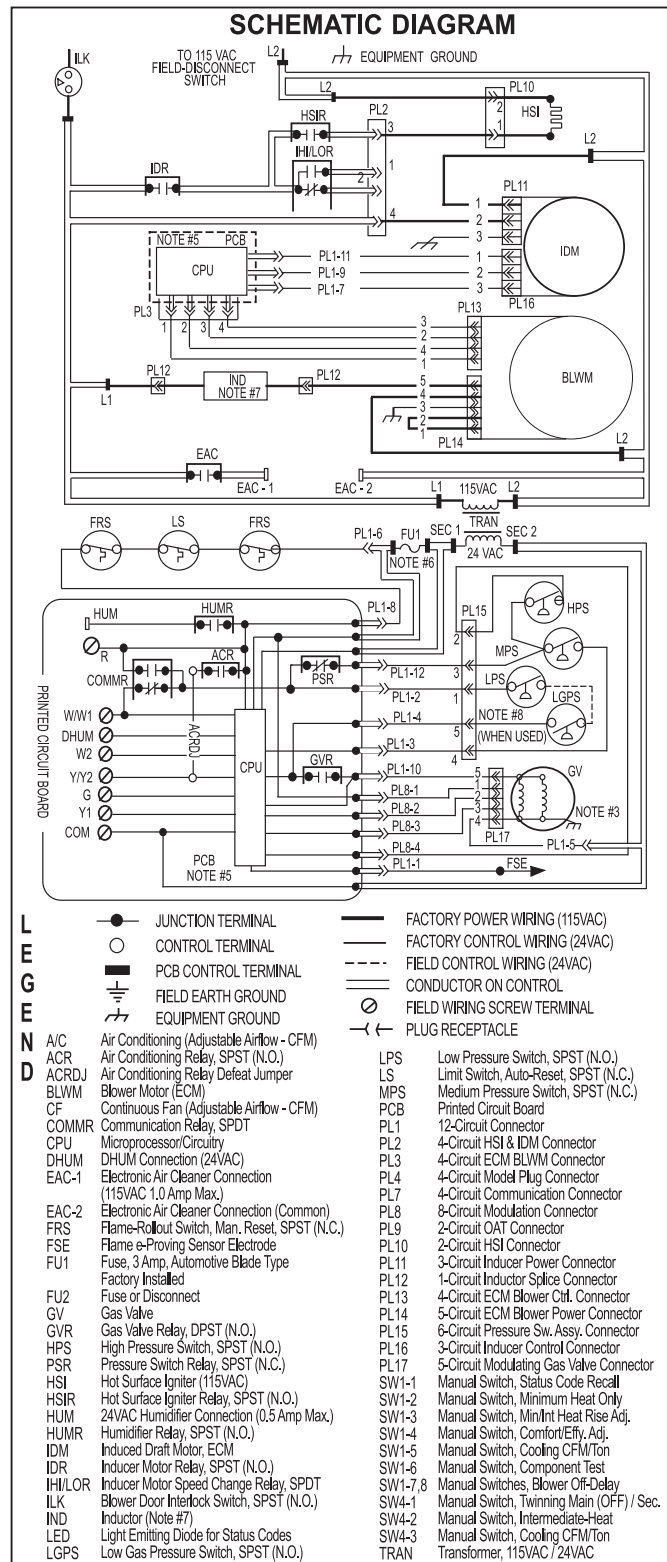 SCHEMATIC DIAGRAM
ILK
TO 115 VAC
FIELD-DISCONNECT
SWITCH
L2
EQUIPMENT GROUND
L2
PL10
2
1
HSI
HSIR
PL2
3
IHI/LOR
1
2
L2
IDR
4
PL11
1
2
3
IDM
NOTE #5
PCB
CPU
PL1-11
PL1-9
PL1-7
1
2
3
PL16
PL3
1
2
3
4
PL13
3
2
4
1
BLWM
L1
PL12
IND
NOTE #7
PL12
5
4
3
2
1
PL14
L2
EAC
EAC - 1
EAC - 2
L1
115VAC
L2
TRAN
FRS
LS
FRS
PL1-6
FU1
NOTE #6
SEC 1
24 VAC
SEC 2
PRINTED CIRCUIT BOARD
HUM
HUMR
PL1-8
R
ACR
COMMR
PSR
PL1-12
PL1-2
PL1-4
PL1-3
PL1-10
PL15
2
3
1
5
4
HPS
MPS
LPS
LGPS
NOTE #8
(WHEN USED)
W/W1
DHUM
W2
Y/Y2
G
Y1
COM
ACRDJ
CPU
GVR
PCB
NOTE #5
PL8-1
PL8-2
PL8-3
PL8-4
PL1-1
5
1
2
3
4
PL17
GV
NOTE #3
PL1-5
FSE
LEGEND
JUNCTION TERMINAL
CONTROL TERMINAL
PCB CONTROL TERMINAL
FIELD EARTH GROUND
EQUIPMENT GROUND
FACTORY POWER WIRING (115VAC)
FACTORY CONTROL WIRING (24VAC)
FIELD CONTROL WIRING (24VAC)
CONDUCTOR ON CONTROL
FIELD WIRING SCREW TERMINAL
PLUG RECEPTACLE
A/C Air Conditioning (Adjustable Airflow - CFM)
ACR Air Conditioning Relay, SPST (N.O.)
ACRDJ Air Conditioning Relay Defeat Jumper
BLWM Blower Motor (ECM)
CF Continuous Fan (Adjustable Airflow - CFM)
COMMR Communication Relay, SPDT
CPU Microprocessor/Circuitry
DHUM DHUM Connection (24VAC)
EAC-1 Electronic Air Cleaner Connection
(115VAC 1.0 Amp Max.)
EAC-2 Electronic Air Cleaner Connection (Common)
FRS Flame-Rollout Switch, Man. Reset, SPST (N.C.)
FSE Flame e-Proving Sensor Electrode
FU1 Fuse, 3 Amp, Automotive Blade Type
Factory Installed
FU2 Fuse or Disconnect
GV Gas Valve
GVR Gas Valve Relay, DPST (N.O.)
HPS High Pressure Switch, SPST (N.O.)
PSR Pressure Switch Relay, SPST (N.C.)
HSI Hot Surface Igniter (115VAC)
HSIR Hot Surface Igniter Relay, SPST (N.O.)
HUM 24VAC Humidifier Connection (0.5 Amp Max.)
HUMR Humidifier Relay, SPST (N.O.)
IDM Induced Draft Motor, ECM
IDR Inducer Motor Relay, SPST (N.O.)
IHI/LOR Inducer Motor Speed Change Relay, SPDT
ILK Blower Door Interlock Switch, SPST (N.O.)
IND Inductor (Note #7)
LED Light Emitting Diode for Status Codes
LGPS Low Gas Pressure Switch, SPST (N.O.)
LPS Low Pressure Switch, SPST (N.O.)
LS Limit Switch, Auto-Reset, SPST (N.C.)
MPS Medium Pressure Switch, SPST (N.C.)
PCB Printed Circuit Board
PL1 12-Circuit Connector
PL2 4-Circuit HSI & IDM Connector
PL3 4-Circuit ECM BLWM Connector
PL4 4-Circuit Model Plug Connector
PL7 4-Circuit Communication Connector
PL8 8-Circuit Modulation Connector
PL9 2-Circuit OAT Connector
PL10 2-Circuit HSI Connector
PL11 3-Circuit Inducer Power Connector
PL12 1-Circuit Inductor Splice Connector
PL13 4-Circuit ECM Blower Ctrl. Connector
PL14 5-Circuit ECM Blower Power Connector
PL15 6-Circuit Pressure Sw. Assy. Connector
PL16 3-Circuit Inducer Control Connector
PL17 5-Circuit Modulating Gas Valve Connector
SW1-1 Manual Switch, Status Code Recall
SW1-2 Manual Switch, Minimum Heat Only
SW1-3 Manual Switch, Min/Int Heat Rise Adj.
SW1-4 Manual Switch, Comfort/Effy. Adj.
SW1-5 Manual Switch, Cooling CFM/Ton
SW1-6 Manual Switch, Component Test
SW1-7,8 Manual Switches, Blower Off-Delay
SW4-1 Manual Switch, Twinning Main (OFF) / Sec.
SW4-2 Manual Switch, Intermediate-Heat
SW4-3 Manual Switch, Cooling CFM/Ton
TRAN Transformer, 115VAC / 24VAC